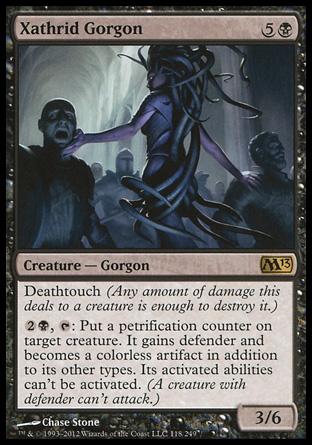 Xathrid Gorgon 5
Creature — Gorgon M13
Deathtouch (Any amount of damage this
deals to a creature is enough to destroy it.)
2, : Put a petrification counter on
target creature. It gains defender and
becomes a colorless artifact in addition
to its other types. Its activated abilities
can't be activated. (A creature with
defender can't attack.)
Chase Stone
™ & © 1993–2012 Wizards of the Coast LLC 118/249
3/6